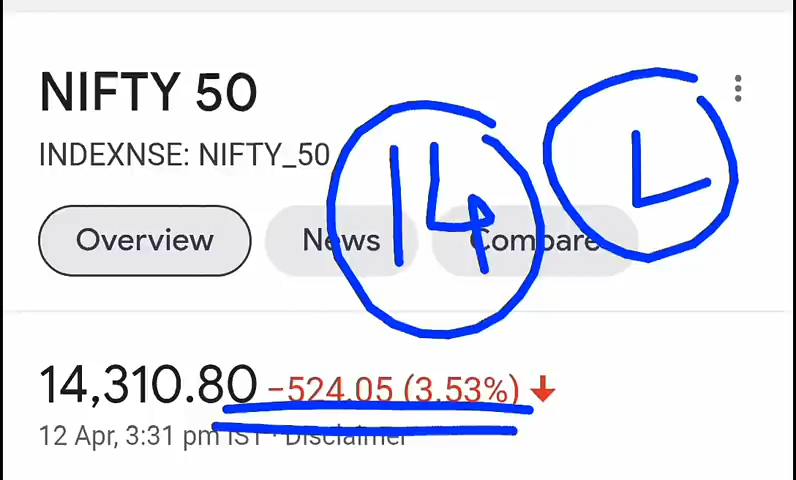 NIFTY 50
INDEXNSE: NIFTY_50
14 L
Overview News Compare
14,310.80 -524.05 (3.53%)
12 Apr, 3:31 pm IST · Disclaimer